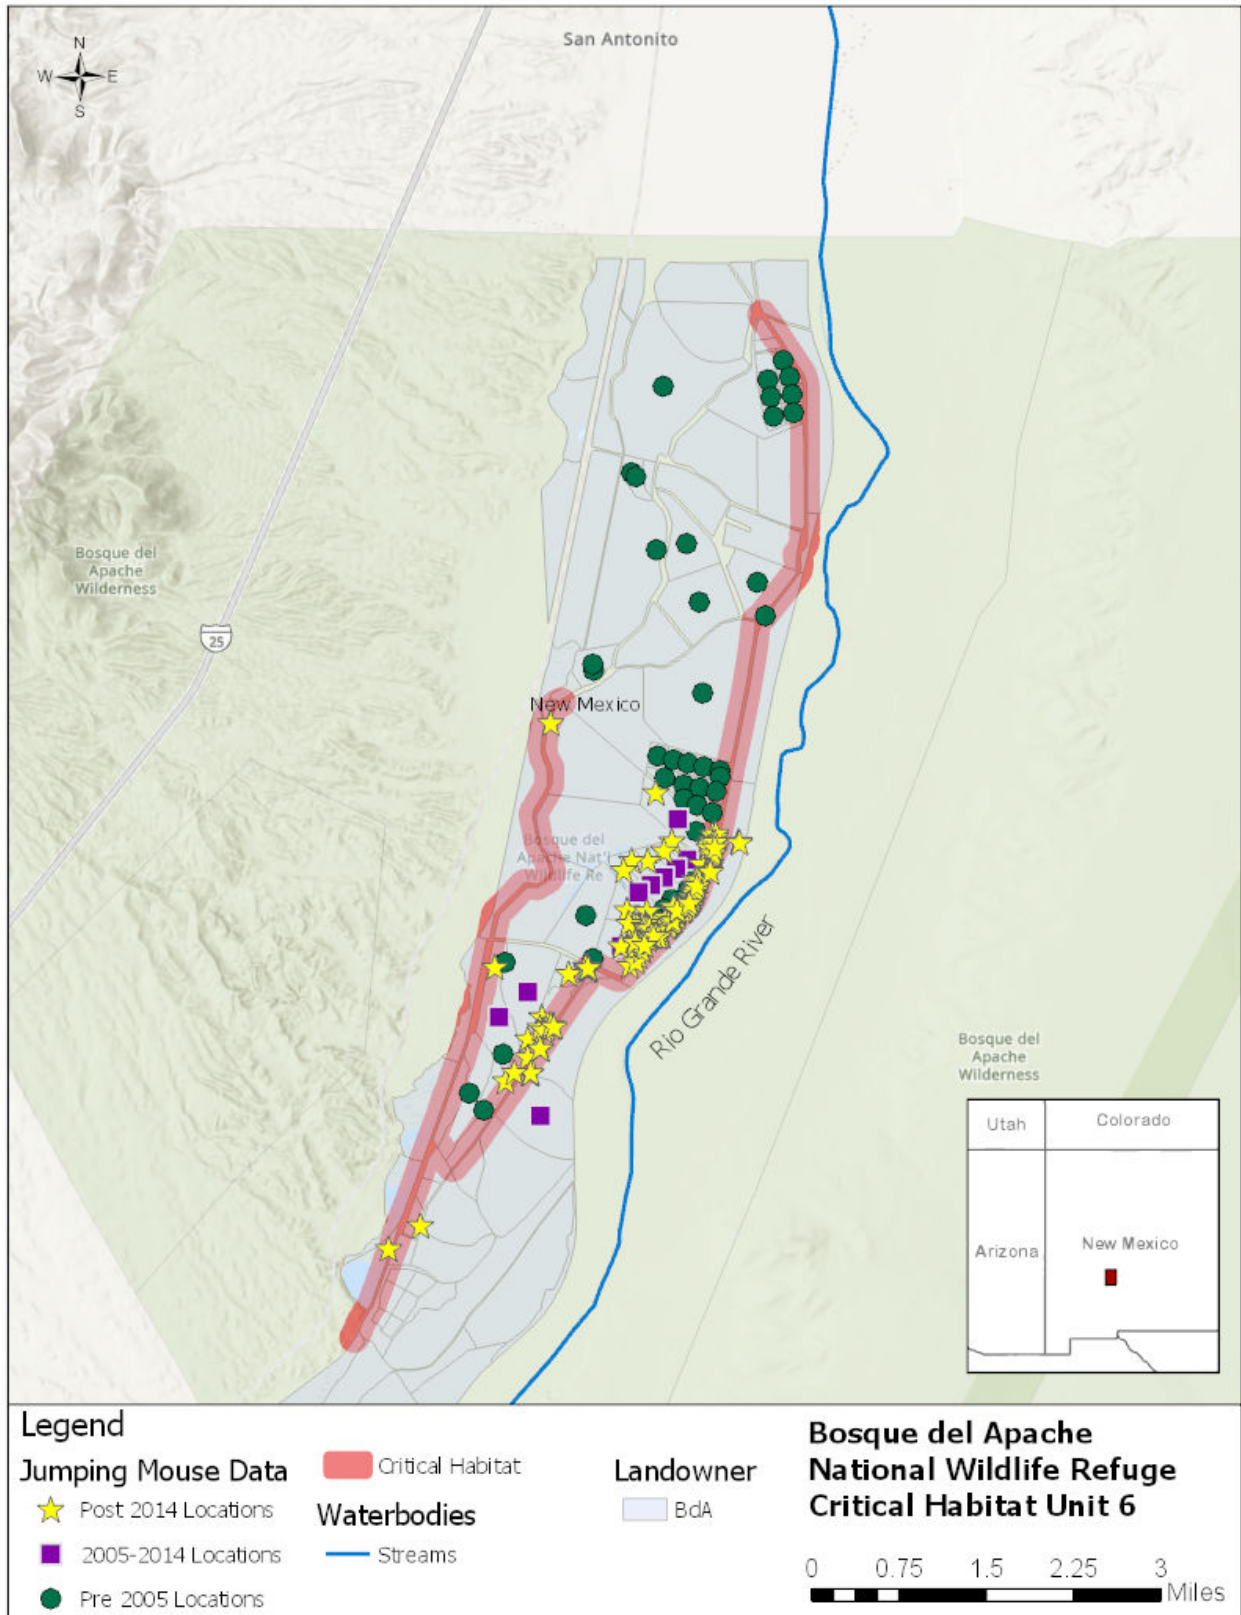 San Antonito
N
W E
S
Bosque del
Apache
Wilderness
25
New Mexico
Bosque del
Apache Nat'l
Wildlife Re
Rio Grande River
Bosque del
Apache
Wilderness
Utah
Colorado
Arizona
New Mexico
Legend
Jumping Mouse Data
Post 2014 Locations
2005-2014 Locations
Pre 2005 Locations
Critical Habitat
Waterbodies
Streams
Landowner
BdA
Bosque del Apache
National Wildlife Refuge
Critical Habitat Unit 6
0 0.75 1.5 2.25 3
Miles